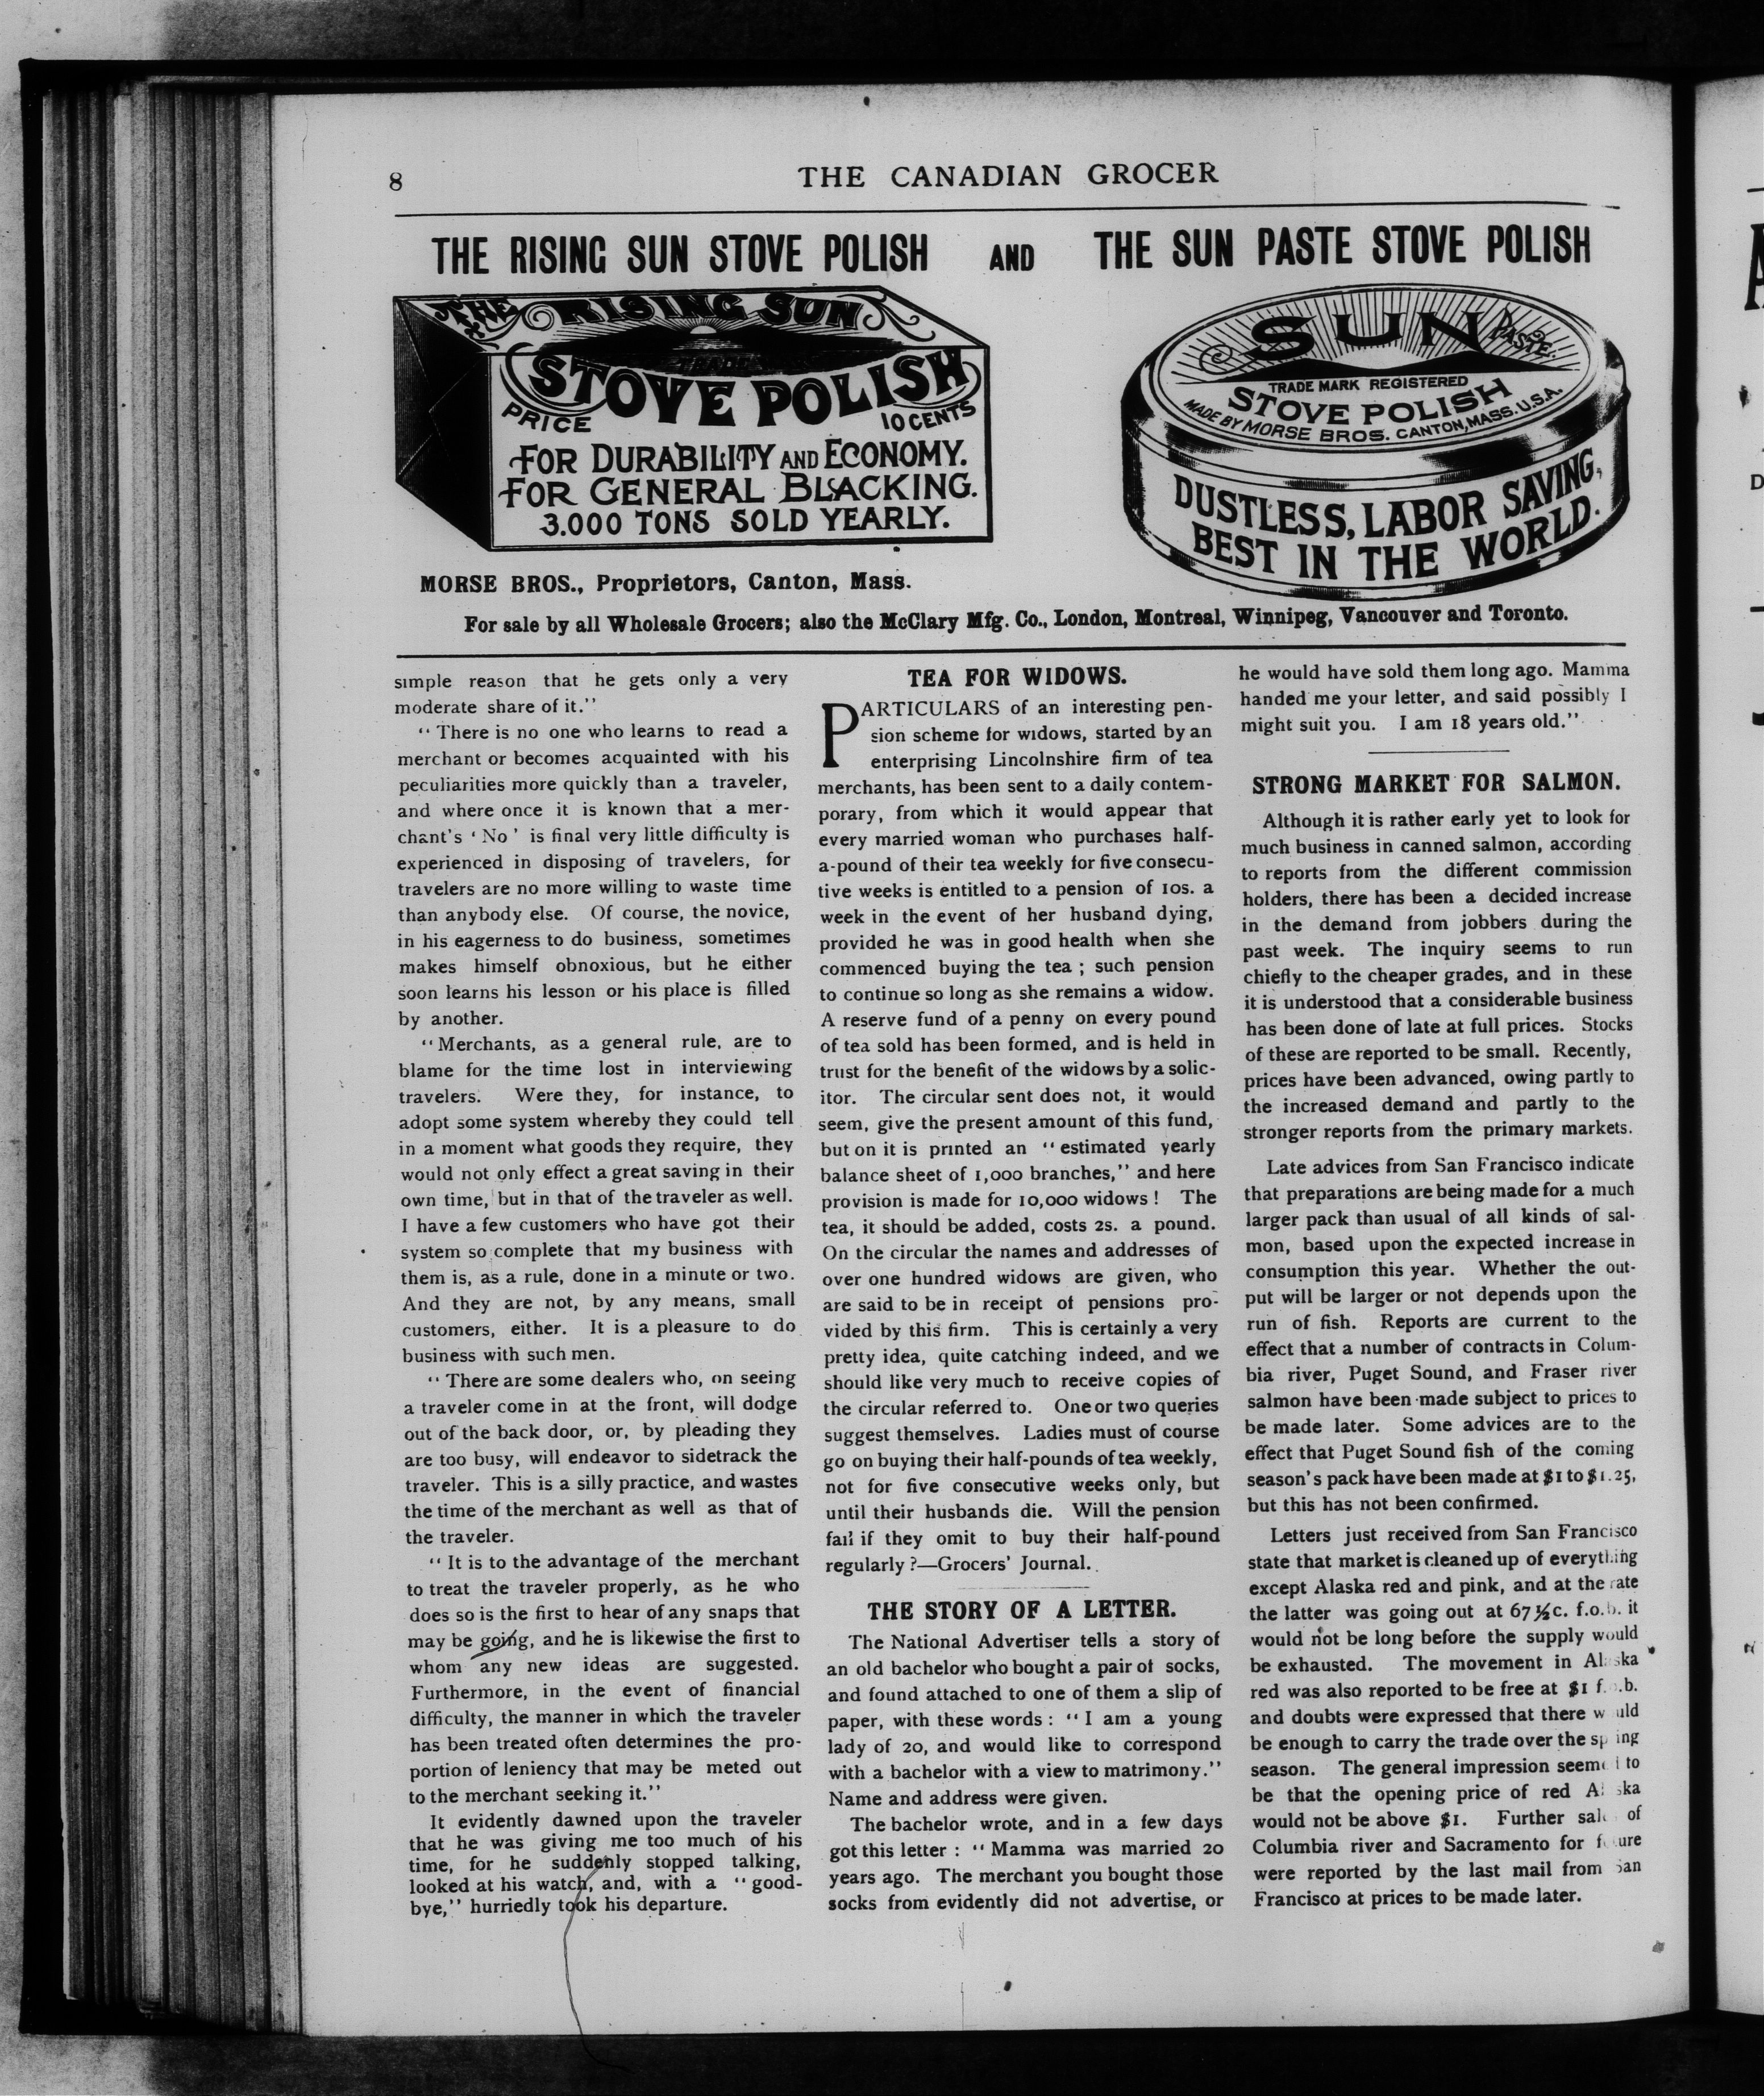 8
THE CANADIAN GROCER
THE RISING SUN STOVE POLISH AND THE SUN PASTE STOVE POLISH
THE RISING SUN
STOVE POLISH
PRICE 10 CENTS
FOR DURABILITY AND ECONOMY.
FOR GENERAL BLACKING.
3.000 TONS SOLD YEARLY.
SUN PASTE.
TRADE MARK REGISTERED
STOVE POLISH
MADE BY MORSE BROS. CANTON, MASS. U.S.A.
DUSTLESS, LABOR SAVING,
BEST IN THE WORLD.
MORSE BROS., Proprietors, Canton, Mass.
For sale by all Wholesale Grocers; also the McClary Mfg. Co., London, Montreal, Winnipeg, Vancouver and Toronto.
simple reason that he gets only a very
moderate share of it."
"There is no one who learns to read a
merchant or becomes acquainted with his
peculiarities more quickly than a traveler,
and where once it is known that a mer-
chant's 'No' is final very little difficulty is
experienced in disposing of travelers, for
travelers are no more willing to waste time
than anybody else. Of course, the novice,
in his eagerness to do business, sometimes
makes himself obnoxious, but he either
soon learns his lesson or his place is filled
by another.
"Merchants, as a general rule, are to
blame for the time lost in interviewing
travelers. Were they, for instance, to
adopt some system whereby they could tell
in a moment what goods they require, they
would not only effect a great saving in their
own time, but in that of the traveler as well.
I have a few customers who have got their
system so complete that my business with
them is, as a rule, done in a minute or two.
And they are not, by any means, small
customers, either. It is a pleasure to do
business with such men.
"There are some dealers who, on seeing
a traveler come in at the front, will dodge
out of the back door, or, by pleading they
are too busy, will endeavor to sidetrack the
traveler. This is a silly practice, and wastes
the time of the merchant as well as that of
the traveler.
"It is to the advantage of the merchant
to treat the traveler properly, as he who
does so is the first to hear of any snaps that
may be going, and he is likewise the first to
whom any new ideas are suggested.
Furthermore, in the event of financial
difficulty, the manner in which the traveler
has been treated often determines the pro-
portion of leniency that may be meted out
to the merchant seeking it."
It evidently dawned upon the traveler
that he was giving me too much of his
time, for he suddenly stopped talking,
looked at his watch, and, with a "good-
bye," hurriedly took his departure.
TEA FOR WIDOWS.
PARTICULARS of an interesting pen-
sion scheme for widows, started by an
enterprising Lincolnshire firm of tea
merchants, has been sent to a daily contem-
porary, from which it would appear that
every married woman who purchases half-
a-pound of their tea weekly for five consecu-
tive weeks is entitled to a pension of 10s. a
week in the event of her husband dying,
provided he was in good health when she
commenced buying the tea; such pension
to continue so long as she remains a widow.
A reserve fund of a penny on every pound
of tea sold has been formed, and is held in
trust for the benefit of the widows by a solic-
itor. The circular sent does not, it would
seem, give the present amount of this fund,
but on it is printed an "estimated yearly
balance sheet of 1,000 branches," and here
provision is made for 10,000 widows! The
tea, it should be added, costs 2s. a pound.
On the circular the names and addresses of
over one hundred widows are given, who
are said to be in receipt of pensions pro-
vided by this firm. This is certainly a very
pretty idea, quite catching indeed, and we
should like very much to receive copies of
the circular referred to. One or two queries
suggest themselves. Ladies must of course
go on buying their half-pounds of tea weekly,
not for five consecutive weeks only, but
until their husbands die. Will the pension
fail if they omit to buy their half-pound
regularly?—Grocers' Journal.
THE STORY OF A LETTER.
The National Advertiser tells a story of
an old bachelor who bought a pair of socks,
and found attached to one of them a slip of
paper, with these words: "I am a young
lady of 20, and would like to correspond
with a bachelor with a view to matrimony."
Name and address were given.
The bachelor wrote, and in a few days
got this letter: "Mamma was married 20
years ago. The merchant you bought those
socks from evidently did not advertise, or
he would have sold them long ago. Mamma
handed me your letter, and said possibly I
might suit you. I am 18 years old."
STRONG MARKET FOR SALMON.
Although it is rather early yet to look for
much business in canned salmon, according
to reports from the different commission
holders, there has been a decided increase
in the demand from jobbers during the
past week. The inquiry seems to run
chiefly to the cheaper grades, and in these
it is understood that a considerable business
has been done of late at full prices. Stocks
of these are reported to be small. Recently,
prices have been advanced, owing partly to
the increased demand and partly to the
stronger reports from the primary markets.
Late advices from San Francisco indicate
that preparations are being made for a much
larger pack than usual of all kinds of sal-
mon, based upon the expected increase in
consumption this year. Whether the out-
put will be larger or not depends upon the
run of fish. Reports are current to the
effect that a number of contracts in Colum-
bia river, Puget Sound, and Fraser river
salmon have been made subject to prices to
be made later. Some advices are to the
effect that Puget Sound fish of the coming
season's pack have been made at $1 to $1.25,
but this has not been confirmed.
Letters just received from San Francisco
state that market is cleaned up of everything
except Alaska red and pink, and at the rate
the latter was going out at 67½c. f.o.b. it
would not be long before the supply would
be exhausted. The movement in Alaska
red was also reported to be free at $1 f.o.b.
and doubts were expressed that there would
be enough to carry the trade over the spring
season. The general impression seemed to
be that the opening price of red Alaska
would not be above $1. Further sales of
Columbia river and Sacramento for future
were reported by the last mail from San
Francisco at prices to be made later.